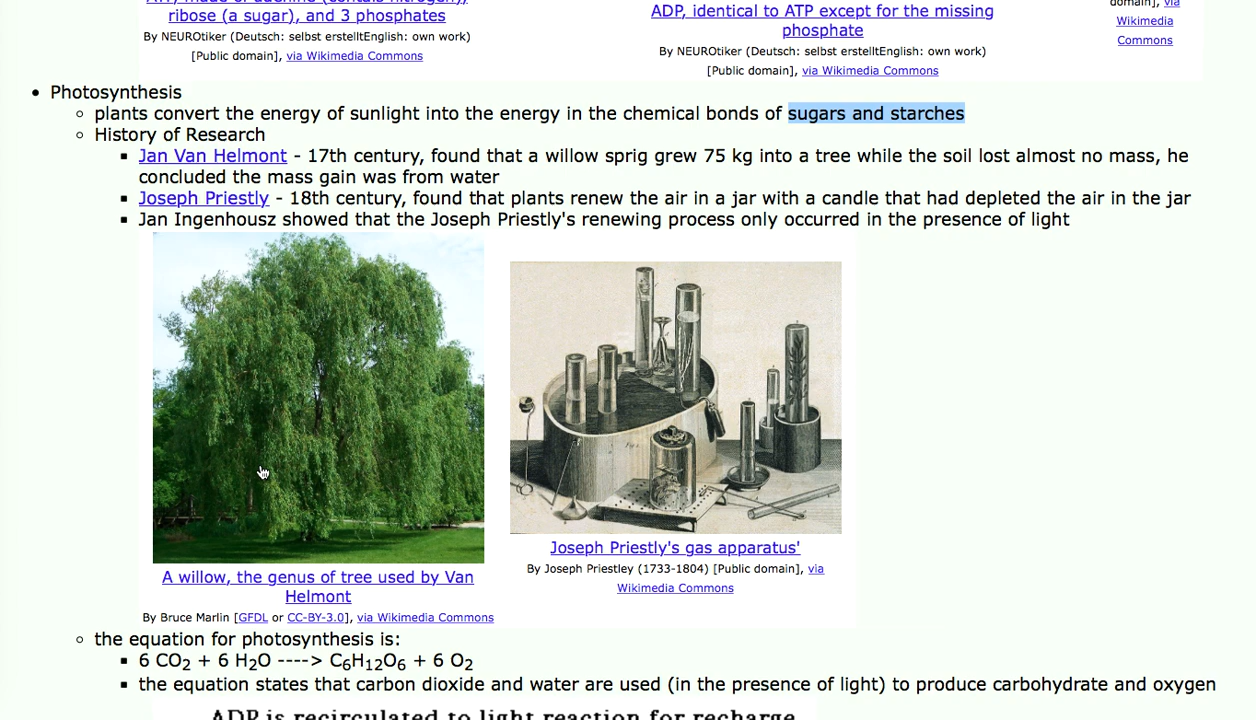 ribose (a sugar), and 3 phosphates
By NEUROtiker (Deutsch: selbst erstelltEnglish: own work)
[Public domain], via Wikimedia Commons
ADP, identical to ATP except for the missing
phosphate
By NEUROtiker (Deutsch: selbst erstelltEnglish: own work)
[Public domain], via Wikimedia Commons
domain], via
Wikimedia
Commons
• Photosynthesis
◦ plants convert the energy of sunlight into the energy in the chemical bonds of sugars and starches
◦ History of Research
▪ Jan Van Helmont - 17th century, found that a willow sprig grew 75 kg into a tree while the soil lost almost no mass, he
concluded the mass gain was from water
▪ Joseph Priestly - 18th century, found that plants renew the air in a jar with a candle that had depleted the air in the jar
▪ Jan Ingenhousz showed that the Joseph Priestly's renewing process only occurred in the presence of light
A willow, the genus of tree used by Van
Helmont
By Bruce Marlin [GFDL or CC-BY-3.0], via Wikimedia Commons
Joseph Priestly's gas apparatus'
By Joseph Priestley (1733-1804) [Public domain], via
Wikimedia Commons
◦ the equation for photosynthesis is:
▪ 6 CO₂ + 6 H₂O ----> C₆H₁₂O₆ + 6 O₂
▪ the equation states that carbon dioxide and water are used (in the presence of light) to produce carbohydrate and oxygen
ADP is recirculated to light reaction for recharge